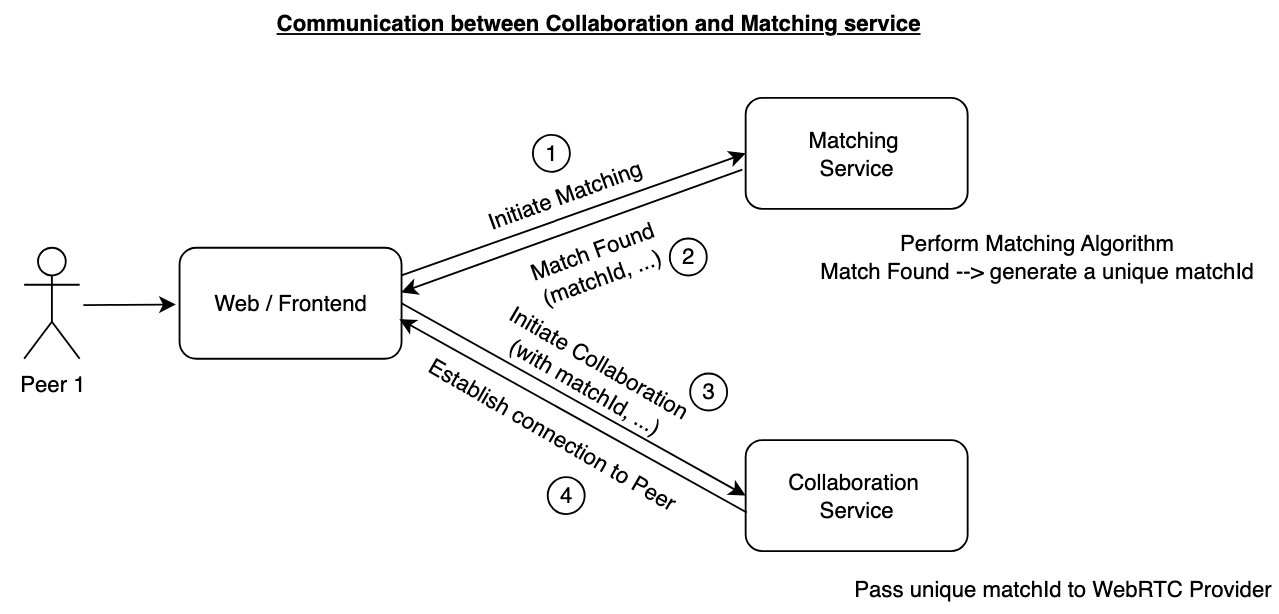 Communication between Collaboration and Matching service
1
Initiate Matching
Matching
Service
Match Found
(matchId, ...)
2
Perform Matching Algorithm
Match Found --> generate a unique matchId
Peer 1
Web / Frontend
Initiate Collaboration
(with matchId, ...)
3
Establish connection to Peer
4
Collaboration
Service
Pass unique matchId to WebRTC Provider